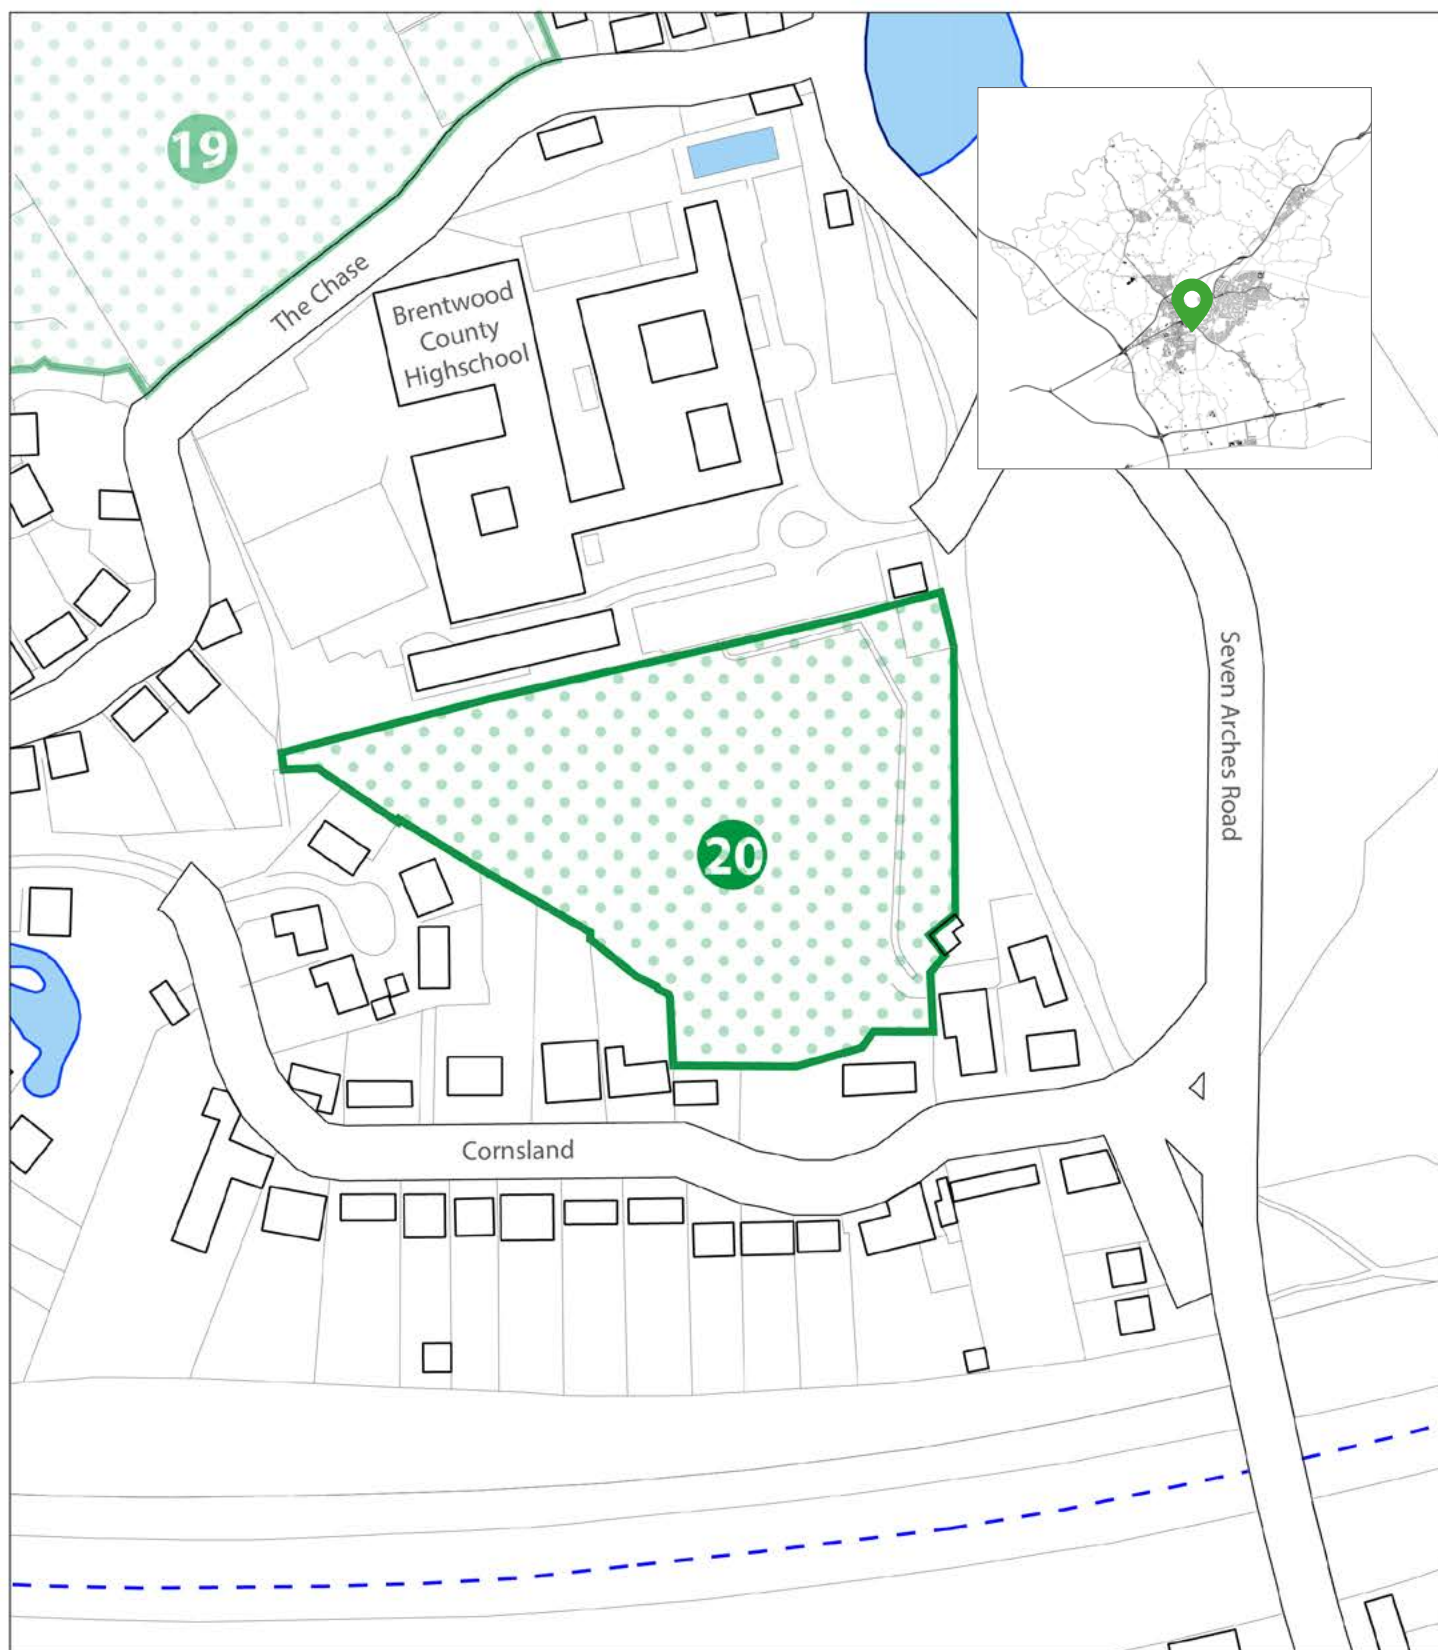 19
The Chase
Brentwood
County
Highschool
Seven Arches Road
20
Cornsland